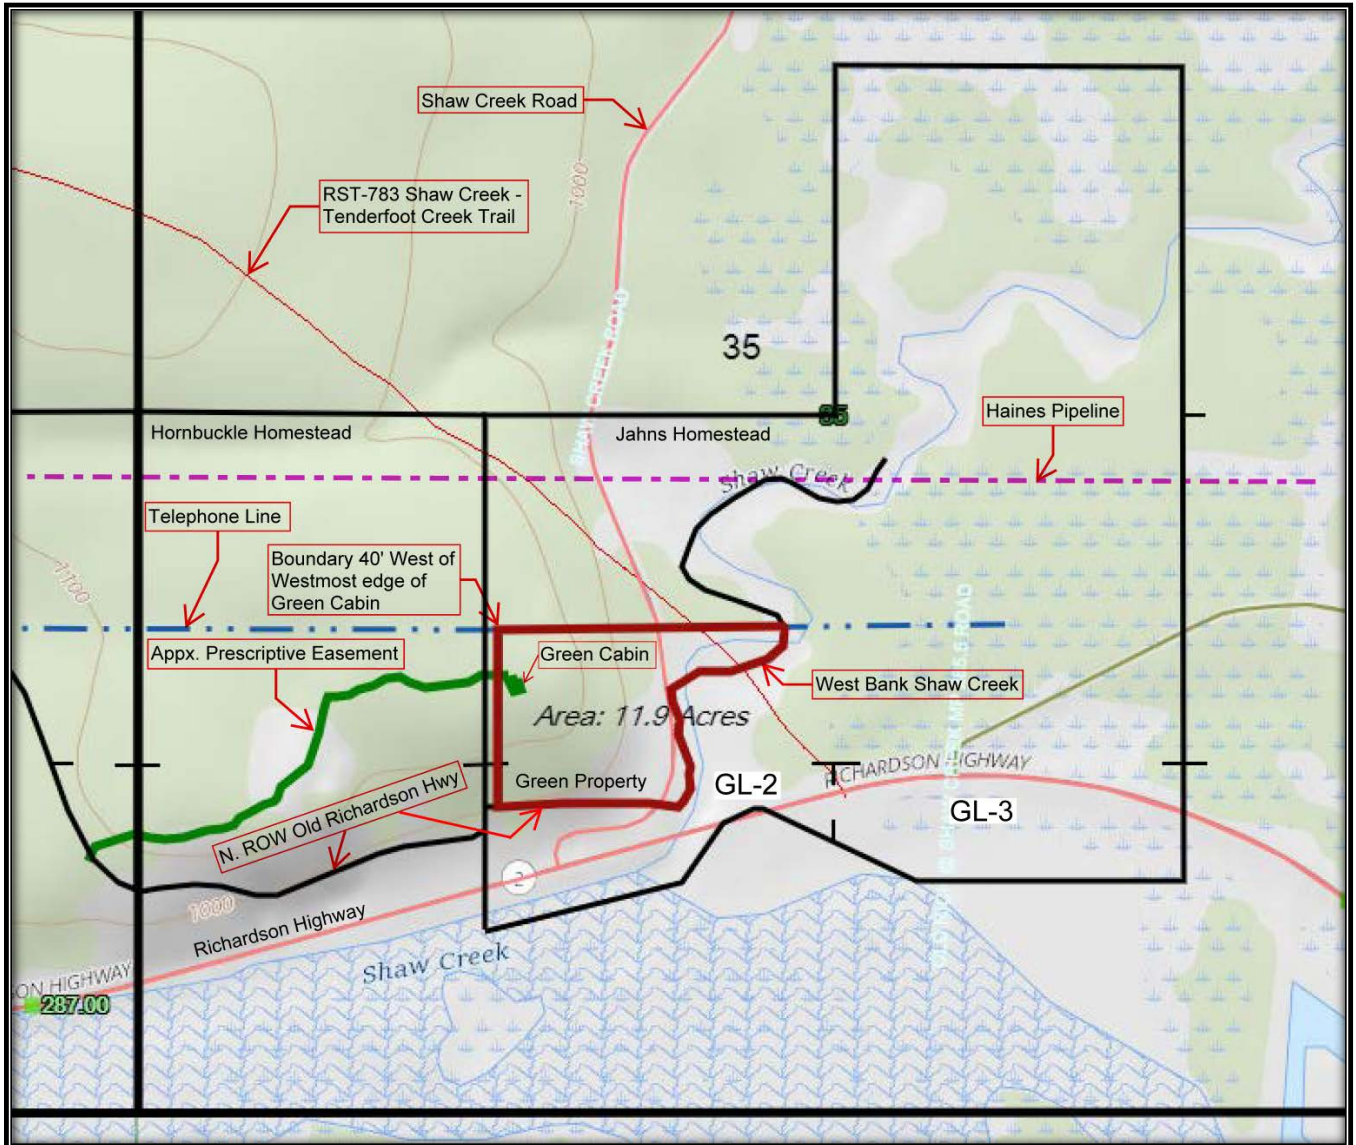 Shaw Creek Road
1000
RST-783 Shaw Creek -
Tenderfoot Creek Trail
SHAW CREEK ROAD
35
35
Haines Pipeline
Hornbuckle Homestead
Jahns Homestead
Shaw Creek
Telephone Line
Boundary 40' West of
Westmost edge of
Green Cabin
1100
Appx. Prescriptive Easement
Green Cabin
West Bank Shaw Creek
Area: 11.9 Acres
Green Property
GL-2
RICHARDSON HIGHWAY
GL-3
N. ROW Old Richardson Hwy
2
1000
Richardson Highway
Shaw Creek
ON HIGHWAY
287.00